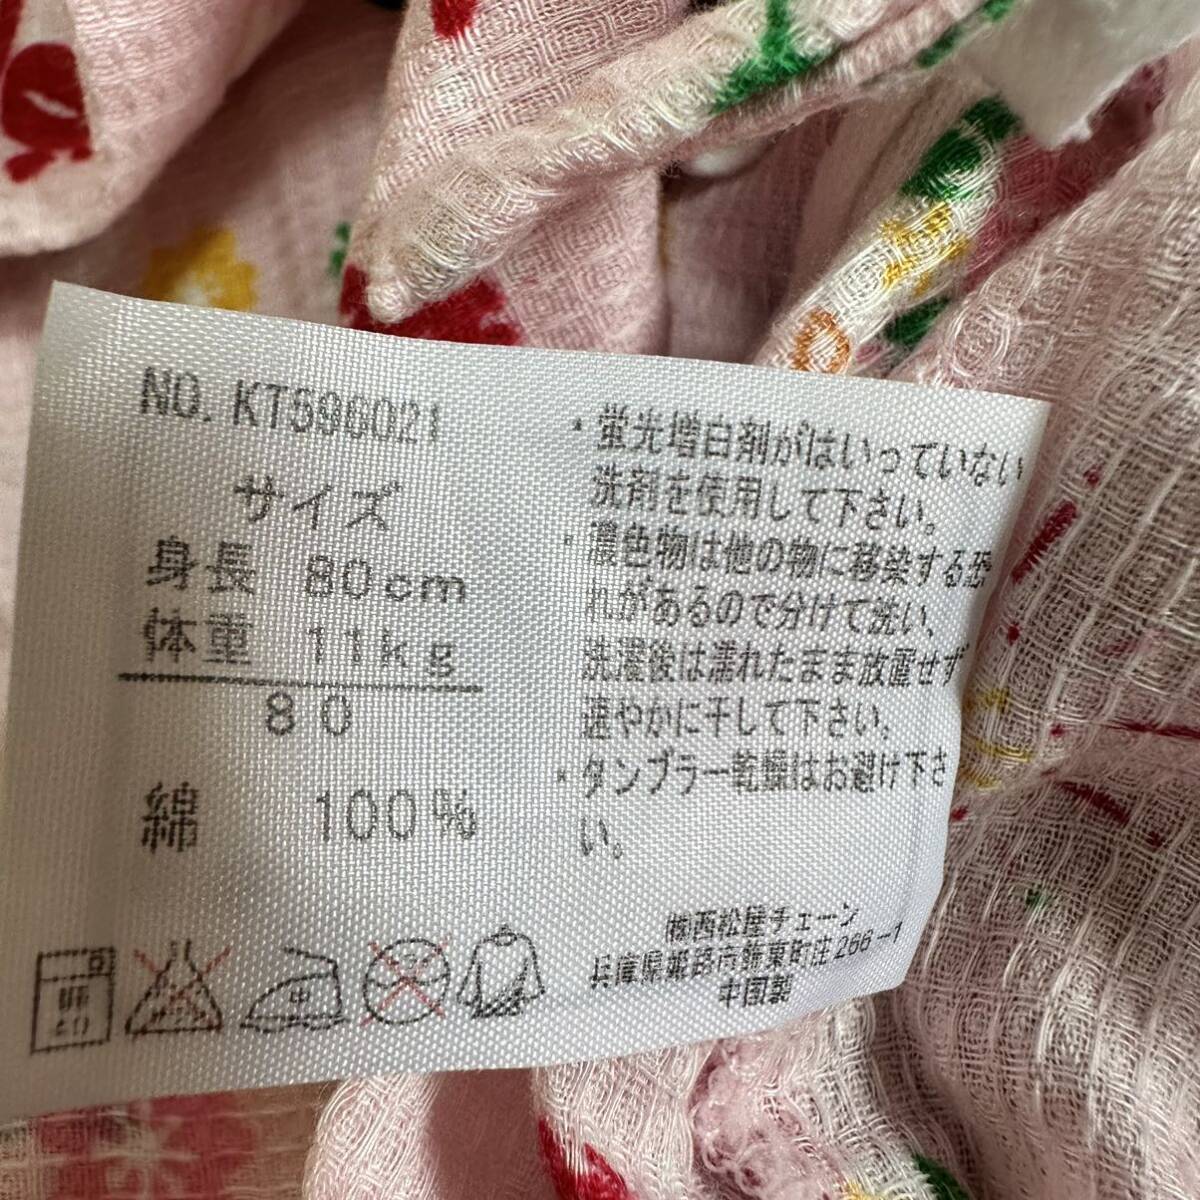 NO. KT596021
サイズ
身長 80cm
体重 11kg
80
綿 100%
・蛍光増白剤がはいっていない
洗剤を使用して下さい。
・濃色物は他の物に移染する恐
れがあるので分けて洗い、
洗濯後は濡れたまま放置せず
速やかに干して下さい。
・タンブラー乾燥はお避け下さ
い。
㈱西松屋チェーン
兵庫県姫路市飾東町庄266-1
中国製
中